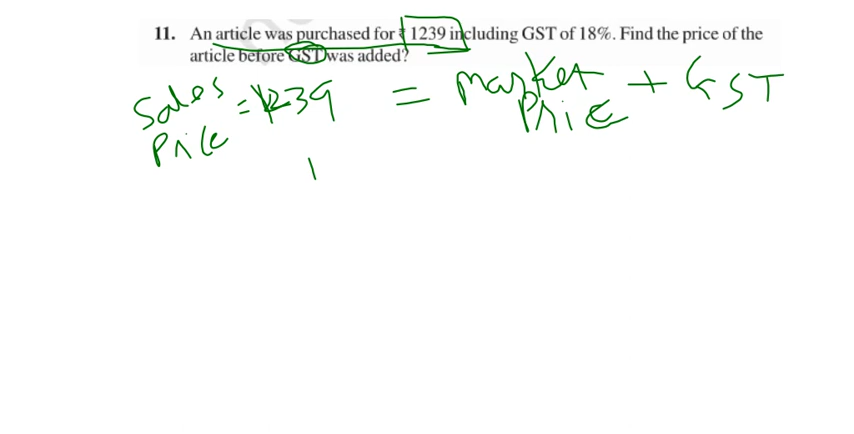 11. An article was purchased for ₹ 1239 including GST of 18%. Find the price of the
article before GST was added?
Sales Price = 1239 = Market Price + GST
1